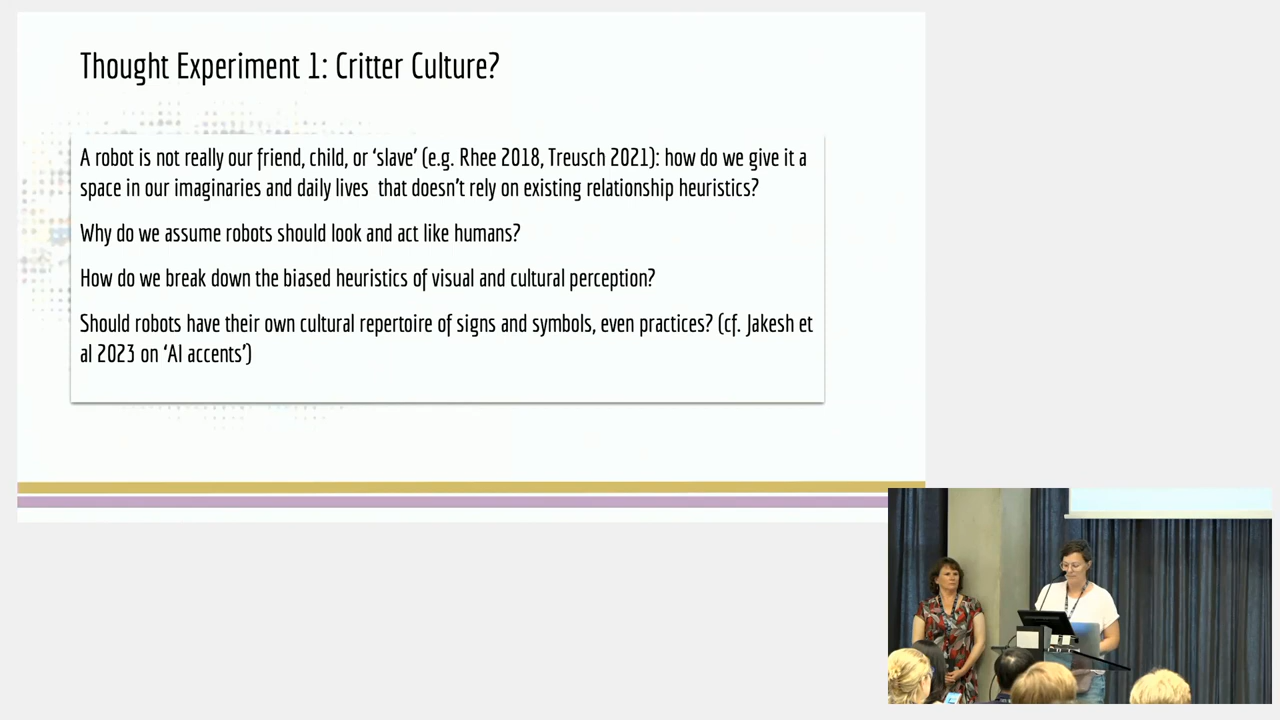 Thought Experiment 1: Critter Culture?
A robot is not really our friend, child, or ‘slave’ (e.g. Rhee 2018, Treusch 2021): how do we give it a
space in our imaginaries and daily lives that doesn’t rely on existing relationship heuristics?
Why do we assume robots should look and act like humans?
How do we break down the biased heuristics of visual and cultural perception?
Should robots have their own cultural repertoire of signs and symbols, even practices? (cf. Jakesh et
al 2023 on ‘AI accents’)